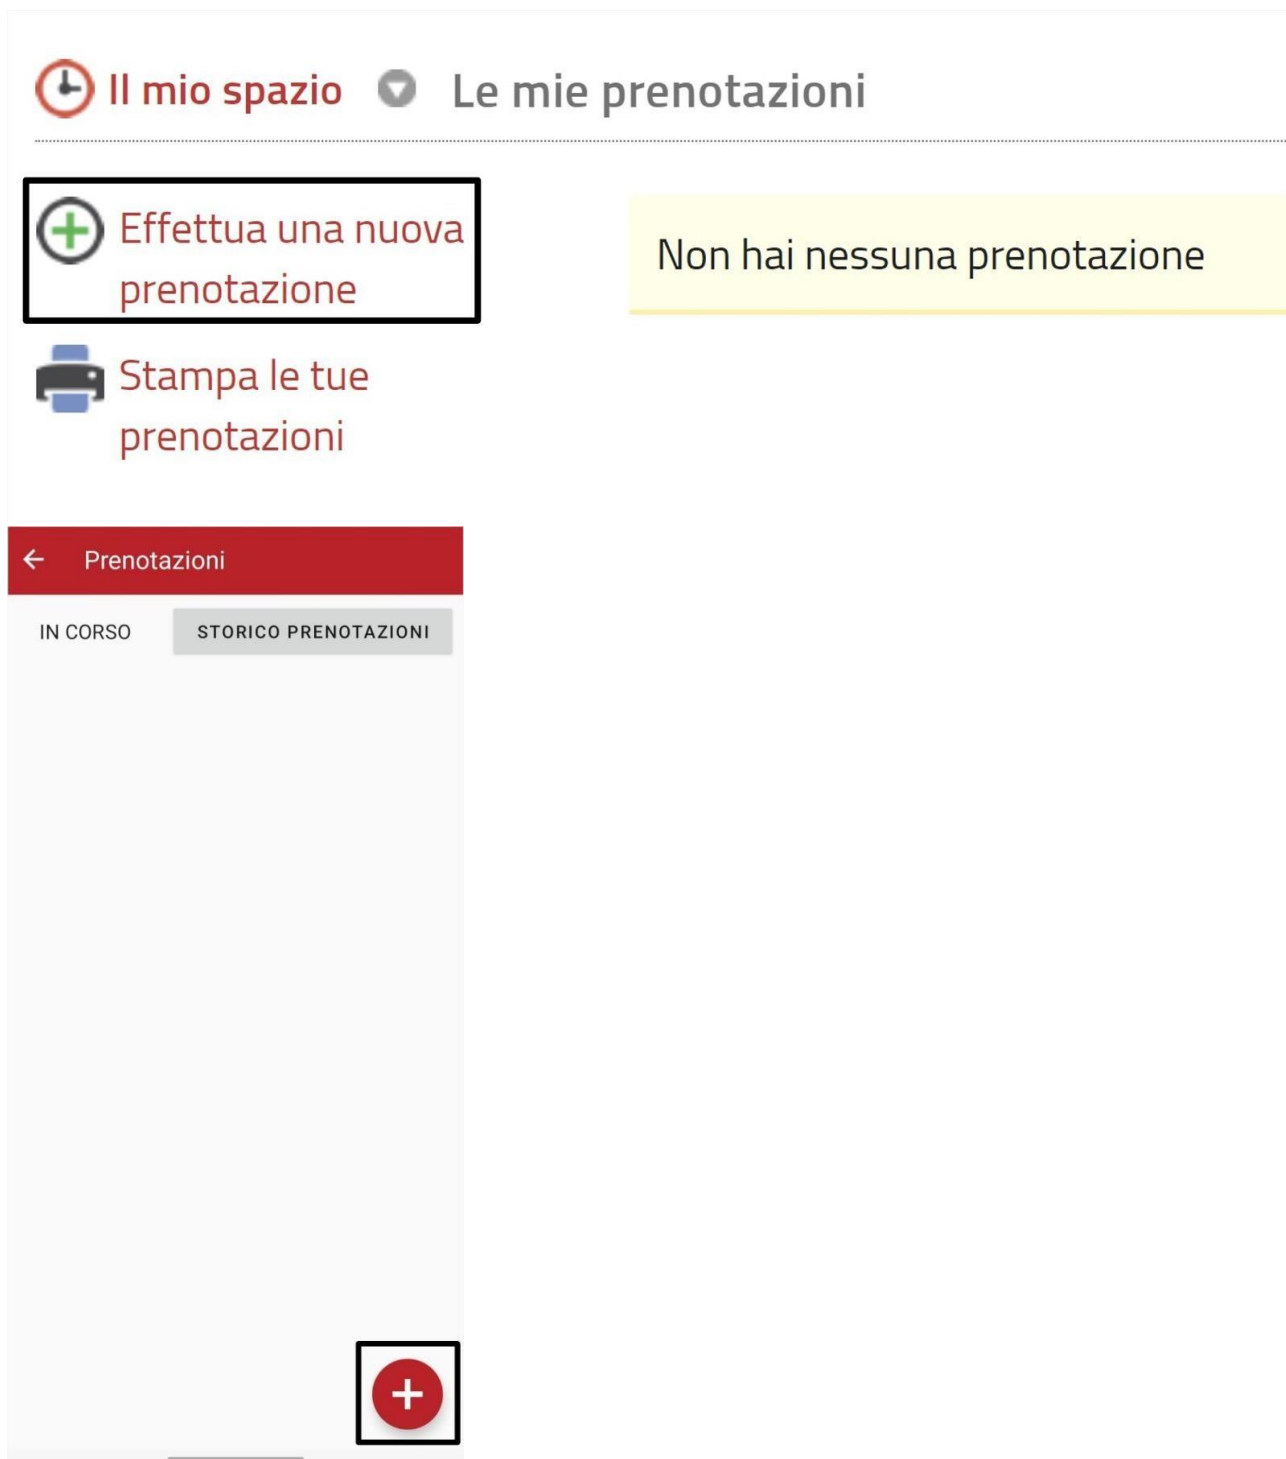 Il mio spazio Le mie prenotazioni
Effettua una nuova
prenotazione
Non hai nessuna prenotazione
Stampa le tue
prenotazioni
Prenotazioni
IN CORSO STORICO PRENOTAZIONI